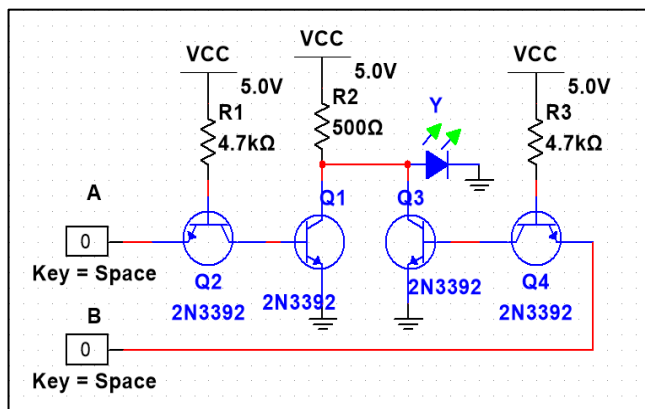 VCC
5.0V
R1
4.7kΩ
VCC
5.0V
R2
500Ω
Y
VCC
5.0V
R3
4.7kΩ
A
0
Key = Space
Q2
2N3392
Q1
2N3392
Q3
2N3392
Q4
2N3392
B
0
Key = Space